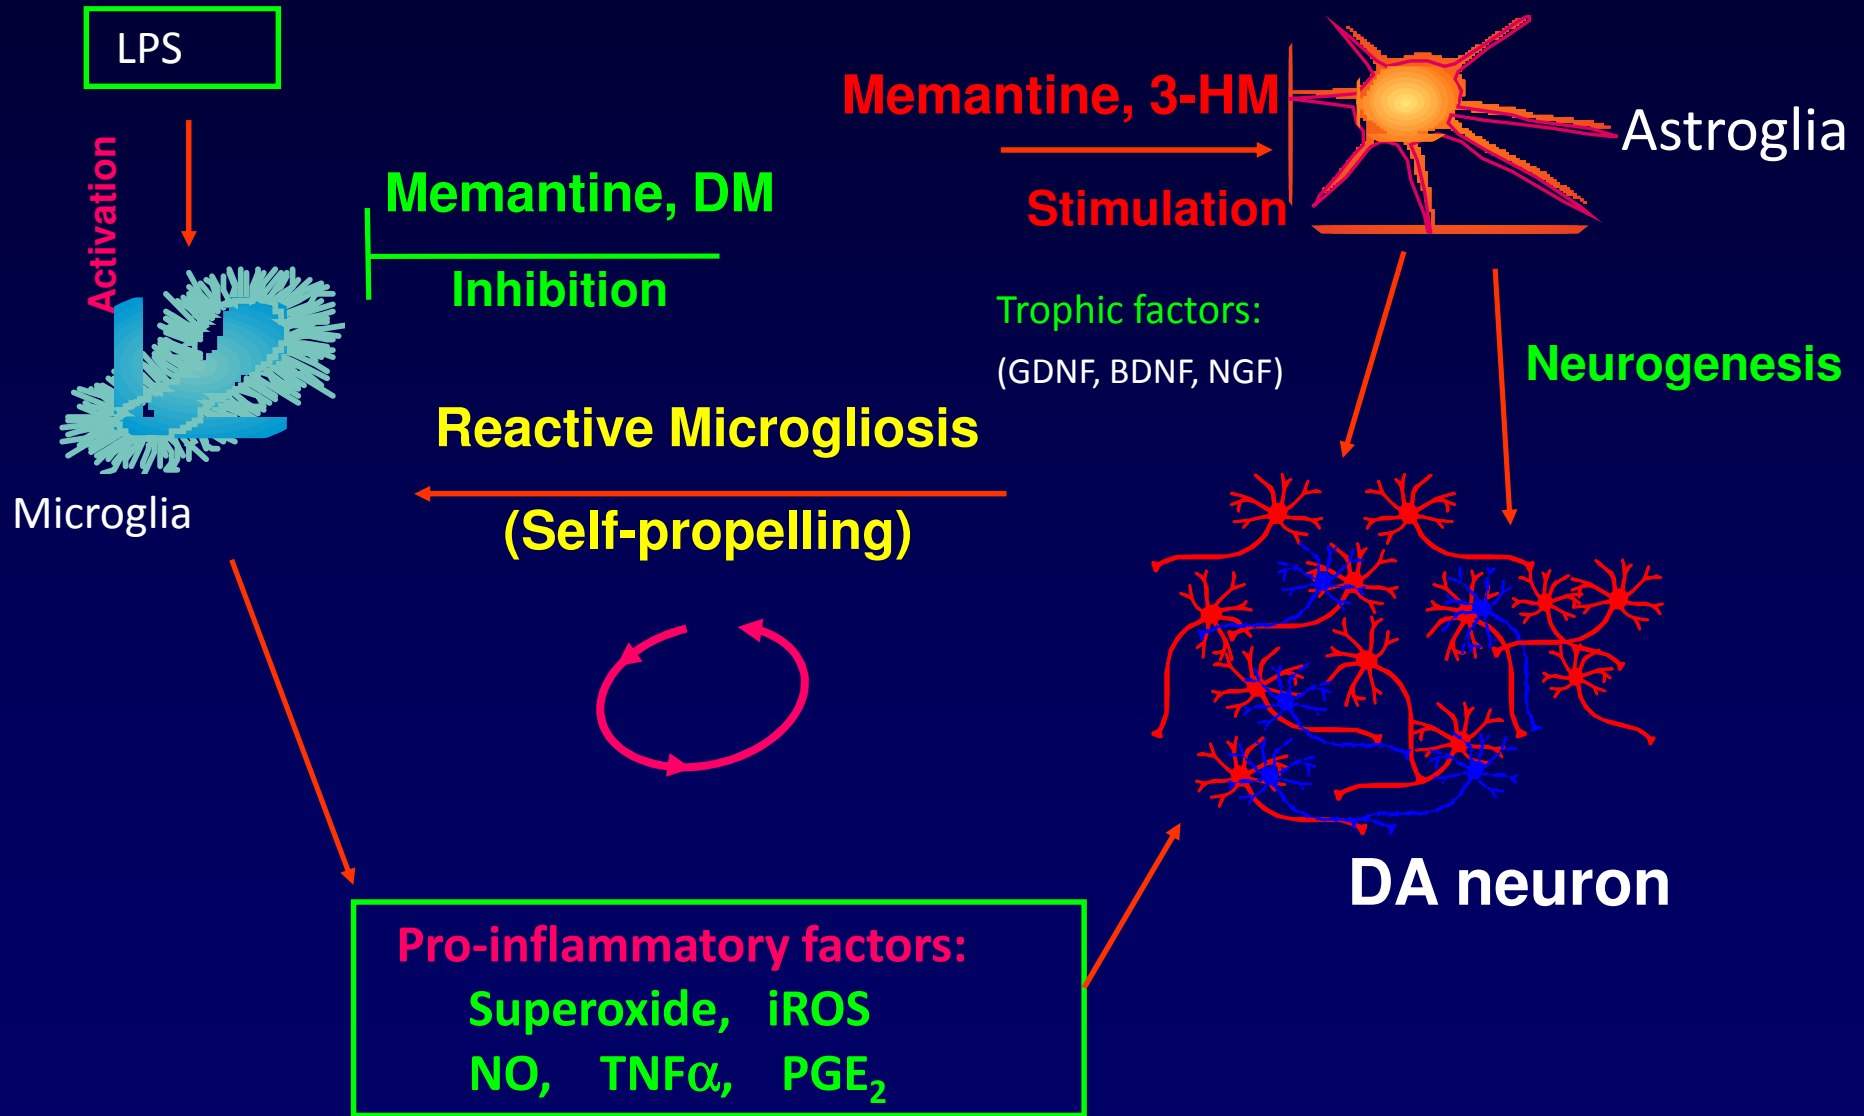 LPS
Activation
Microglia
Memantine, DM
Inhibition
Memantine, 3-HM
Stimulation
Astroglia
Trophic factors:
(GDNF, BDNF, NGF)
Neurogenesis
Reactive Microgliosis
(Self-propelling)
DA neuron
Pro-inflammatory factors:
Superoxide, iROS
NO, TNFα, PGE₂